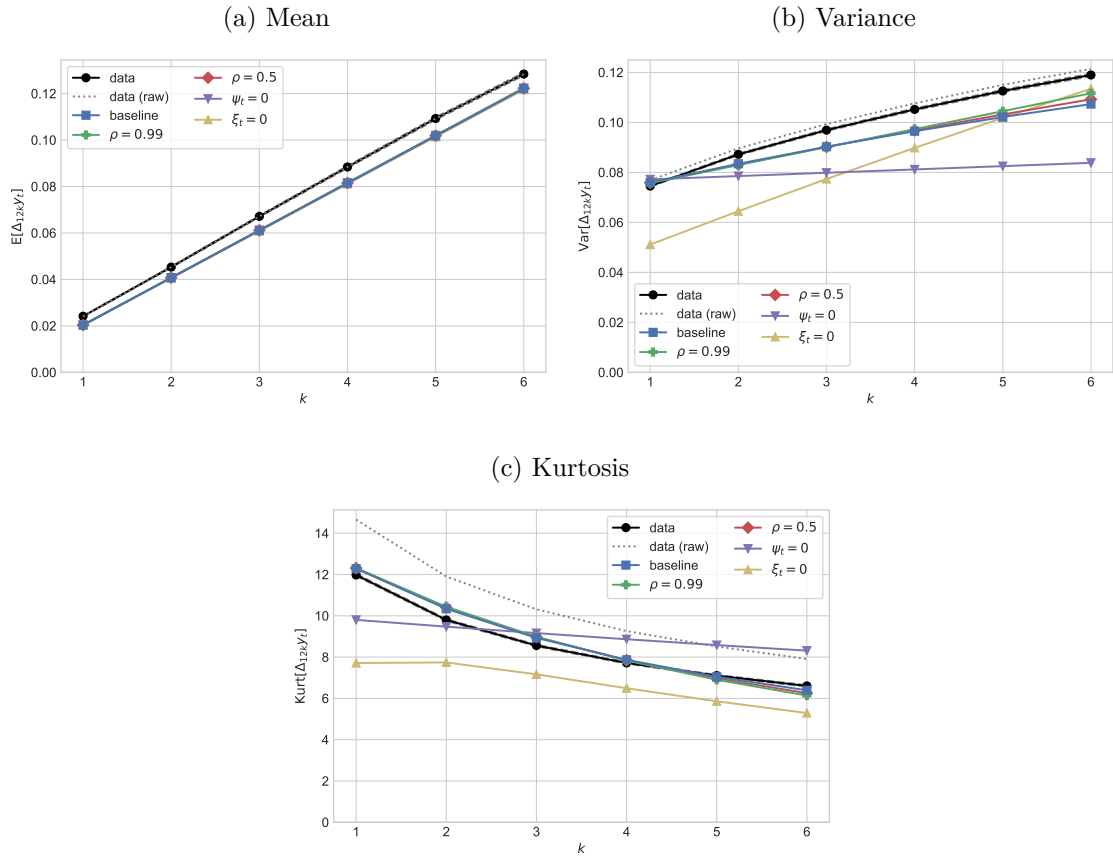 (a) Mean
(b) Variance
data
data (raw)
baseline
ρ = 0.99
ρ = 0.5
ψt = 0
ξt = 0
E[Δ12kyt]
0.12
0.10
0.08
0.06
0.04
0.02
0.00
1 2 3 4 5 6
k
Var[Δ12kyt]
0.12
0.10
0.08
0.06
0.04
0.02
0.00
data
data (raw)
baseline
ρ = 0.99
ρ = 0.5
ψt = 0
ξt = 0
1 2 3 4 5 6
k
(c) Kurtosis
Kurt[Δ12kyt]
14
12
10
8
6
4
2
0
data
data (raw)
baseline
ρ = 0.99
ρ = 0.5
ψt = 0
ξt = 0
1 2 3 4 5 6
k